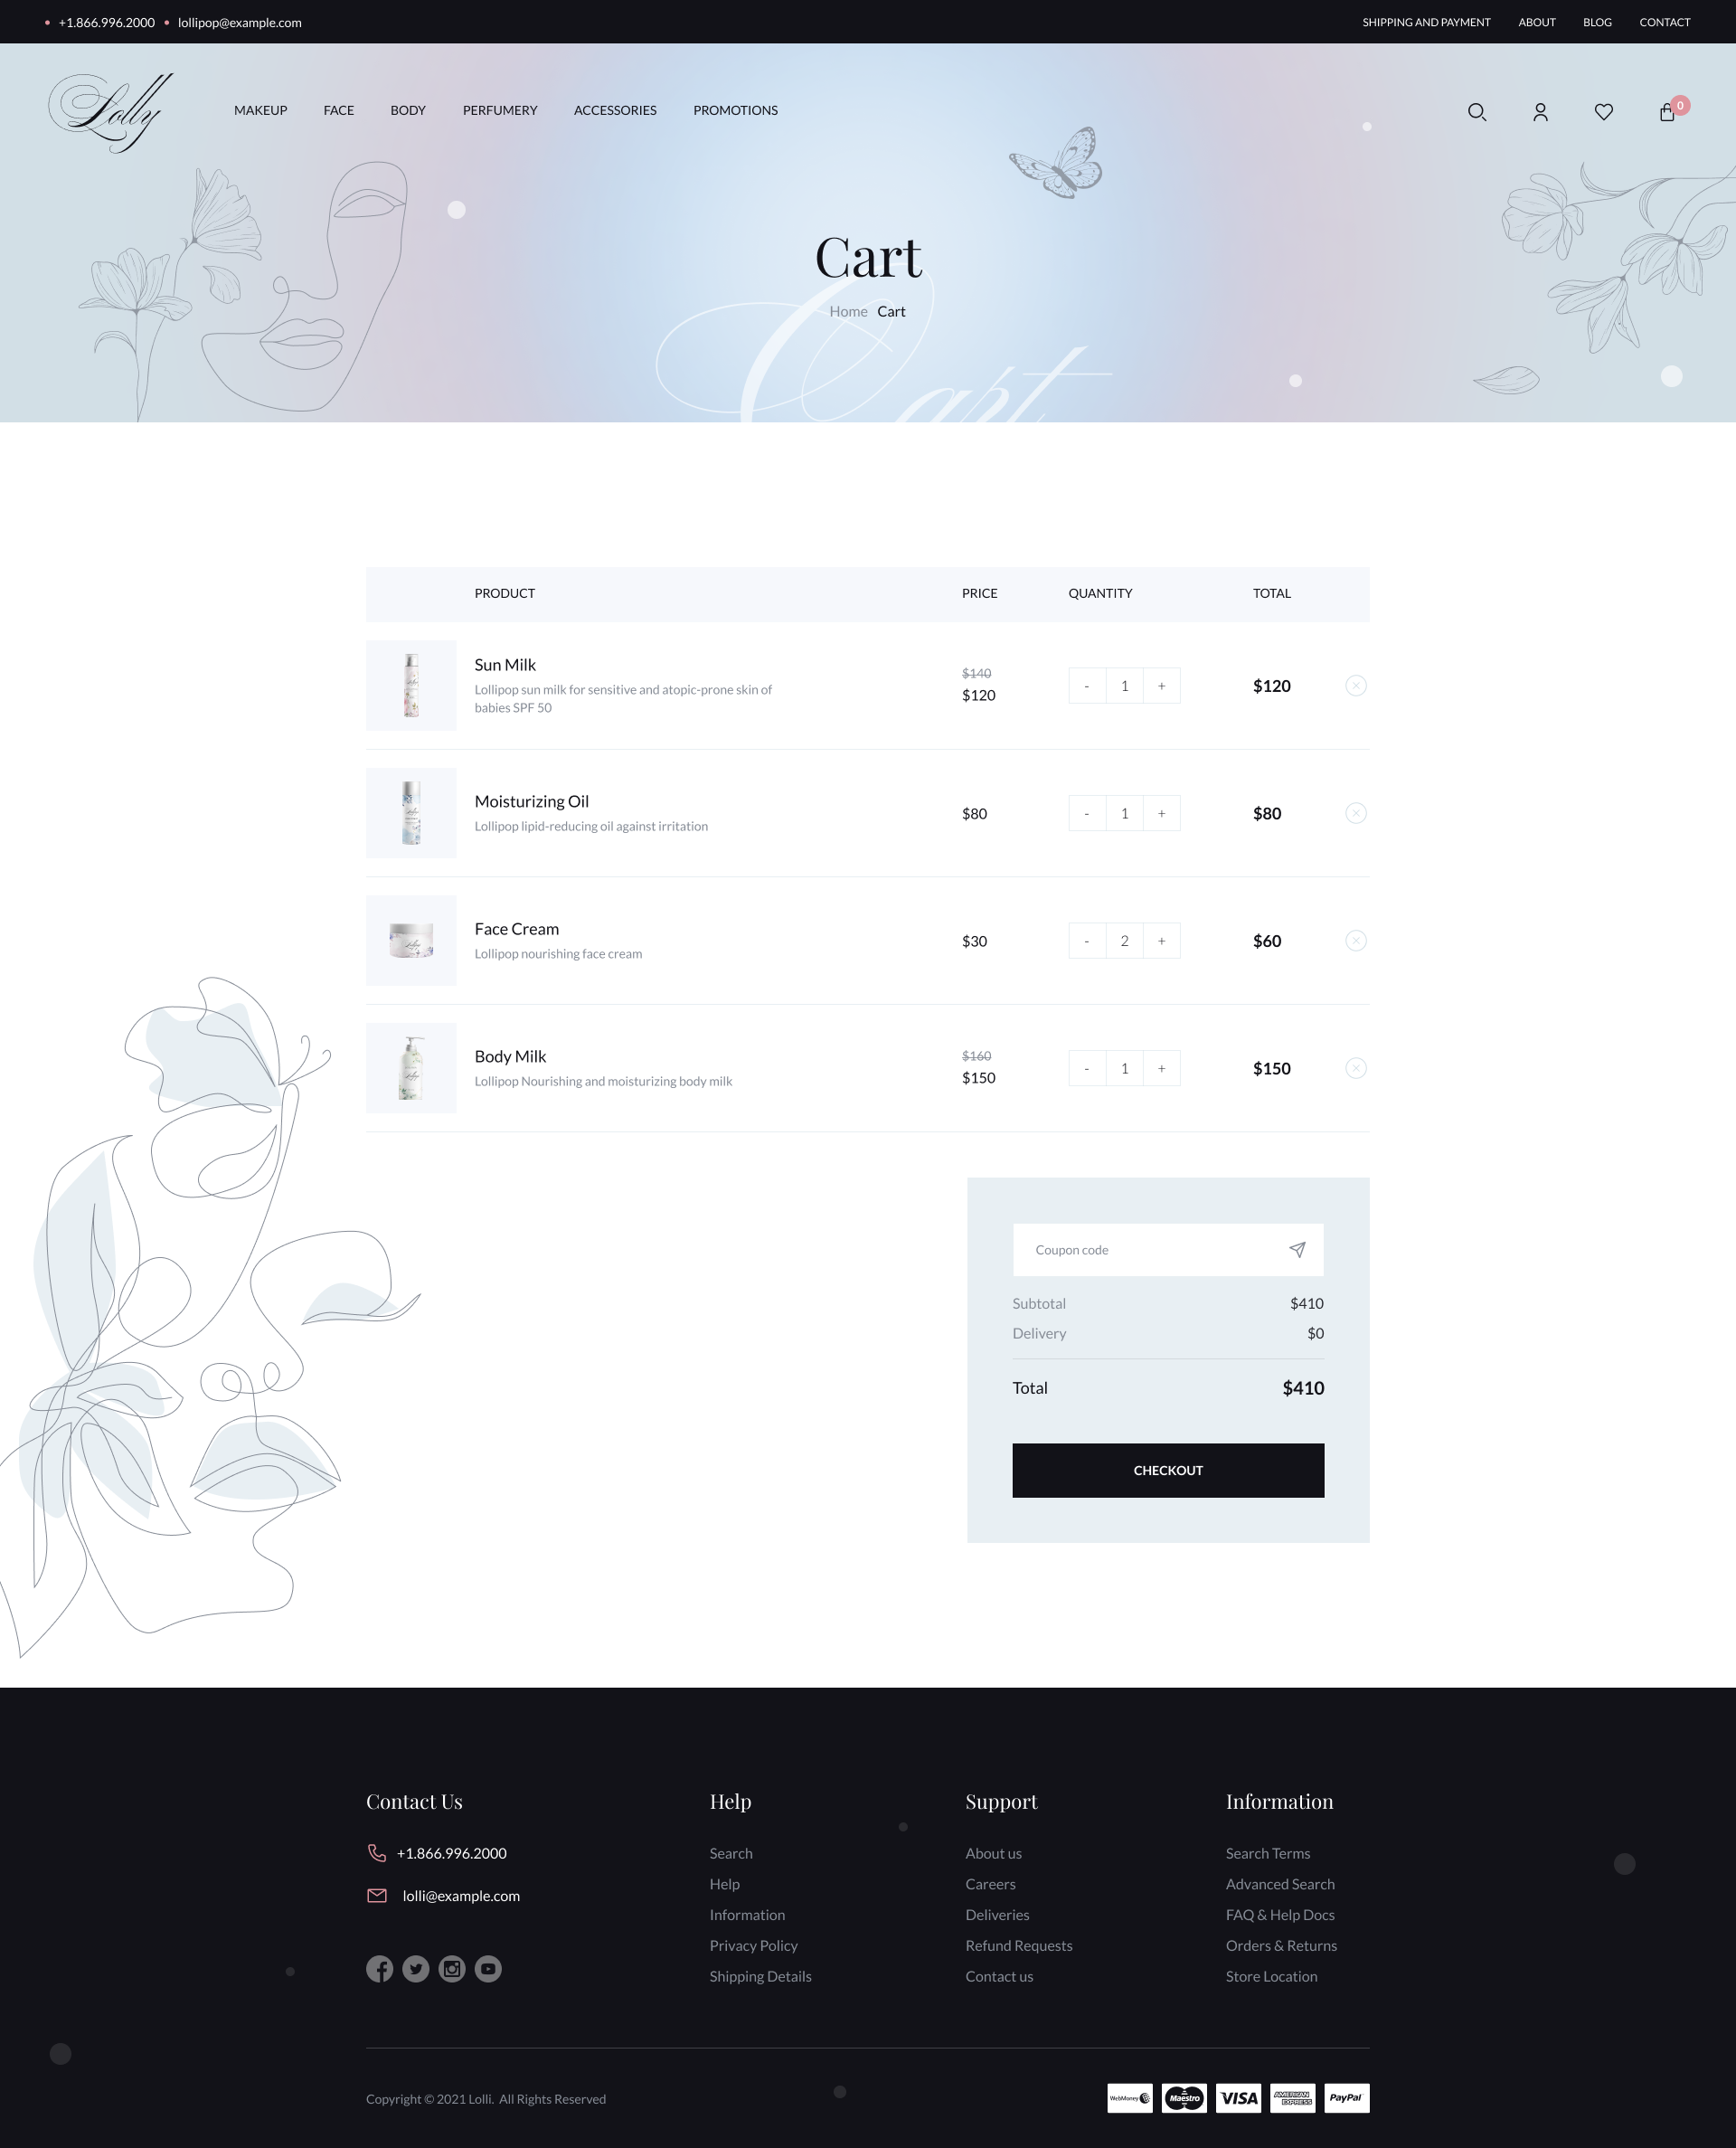 +1.866.996.2000 lollipop@example.com SHIPPING AND PAYMENT ABOUT BLOG CONTACT
Lolly MAKEUP FACE BODY PERFUMERY ACCESSORIES PROMOTIONS 0
Cart
Home Cart
Cart
PRODUCT PRICE QUANTITY TOTAL
Sun Milk
Lollipop sun milk for sensitive and atopic-prone skin of
babies SPF 50
$140
$120
- 1 +
$120
Moisturizing Oil
Lollipop lipid-reducing oil against irritation
$80
- 1 +
$80
Face Cream
Lollipop nourishing face cream
$30
- 2 +
$60
Body Milk
Lollipop Nourishing and moisturizing body milk
$160
$150
- 1 +
$150
Coupon code
Subtotal $410
Delivery $0
Total $410
CHECKOUT
Contact Us
+1.866.996.2000
lolli@example.com
Help
Search
Help
Information
Privacy Policy
Shipping Details
Support
About us
Careers
Deliveries
Refund Requests
Contact us
Information
Search Terms
Advanced Search
FAQ & Help Docs
Orders & Returns
Store Location
Copyright © 2021 Lolli. All Rights Reserved
WebMoney Maestro VISA AMERICAN EXPRESS PayPal